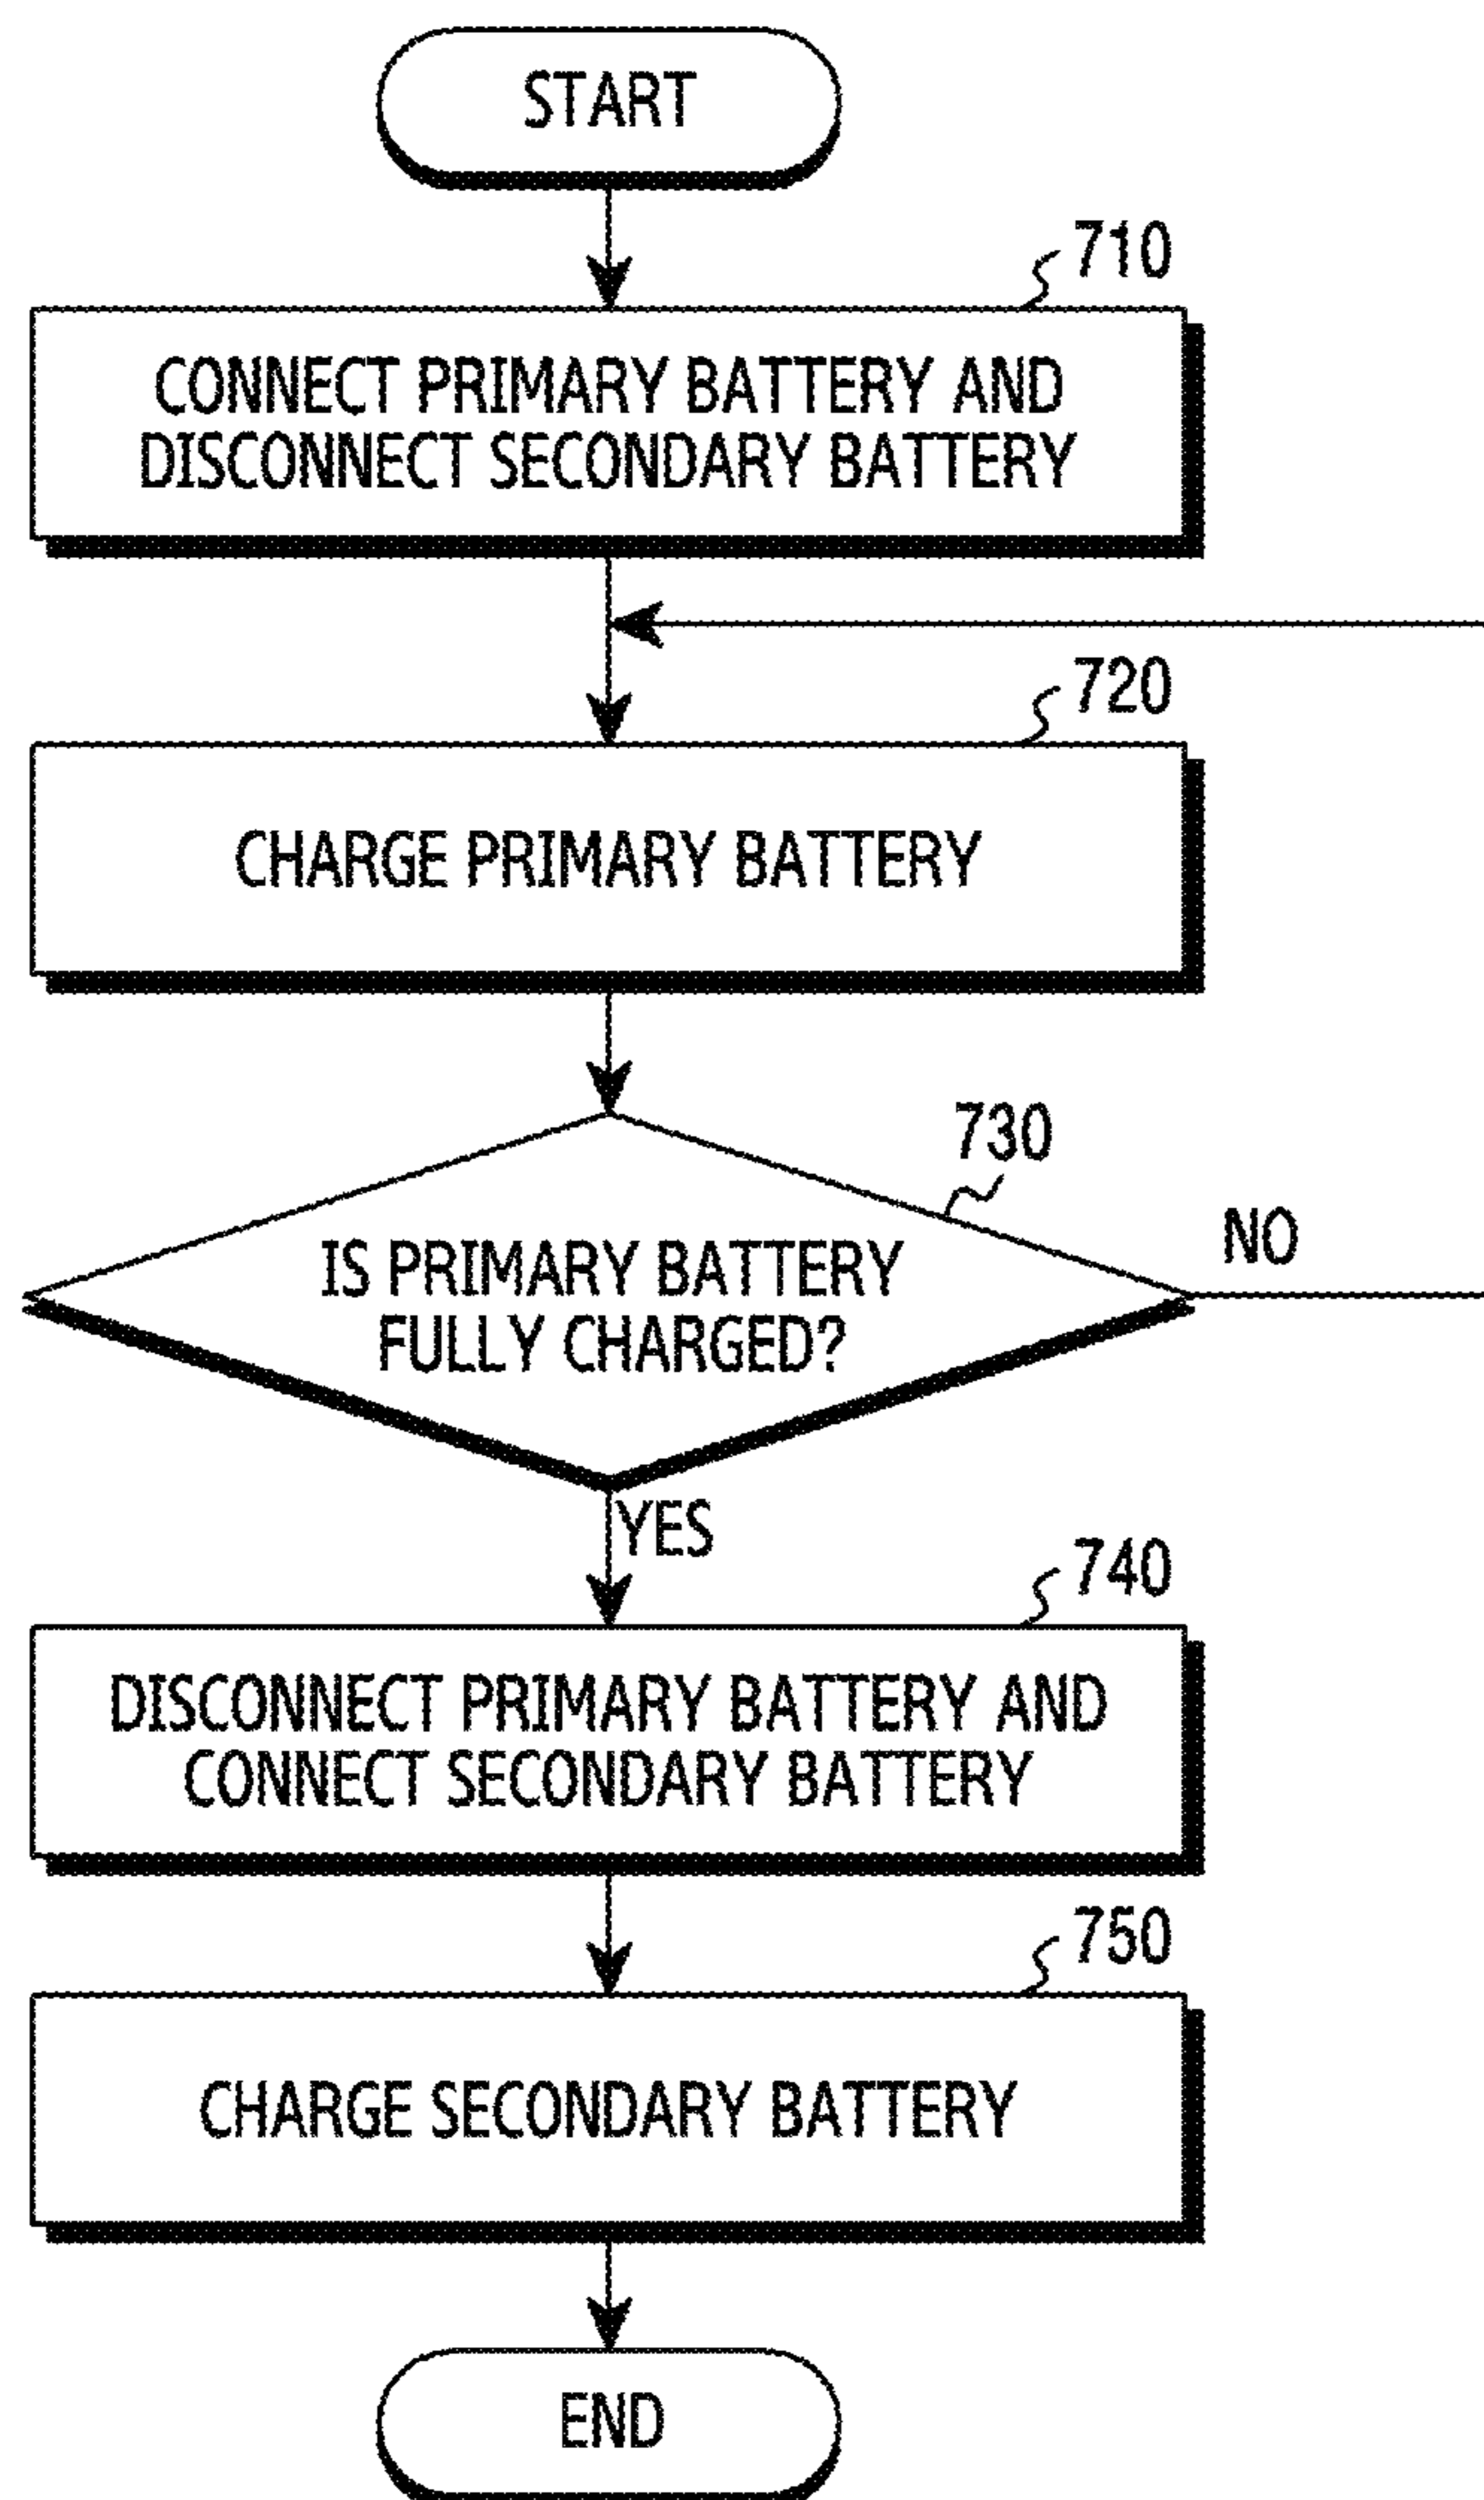 START
710
CONNECT PRIMARY BATTERY AND
DISCONNECT SECONDARY BATTERY
720
CHARGE PRIMARY BATTERY
730
IS PRIMARY BATTERY
FULLY CHARGED?
NO
YES
740
DISCONNECT PRIMARY BATTERY AND
CONNECT SECONDARY BATTERY
750
CHARGE SECONDARY BATTERY
END